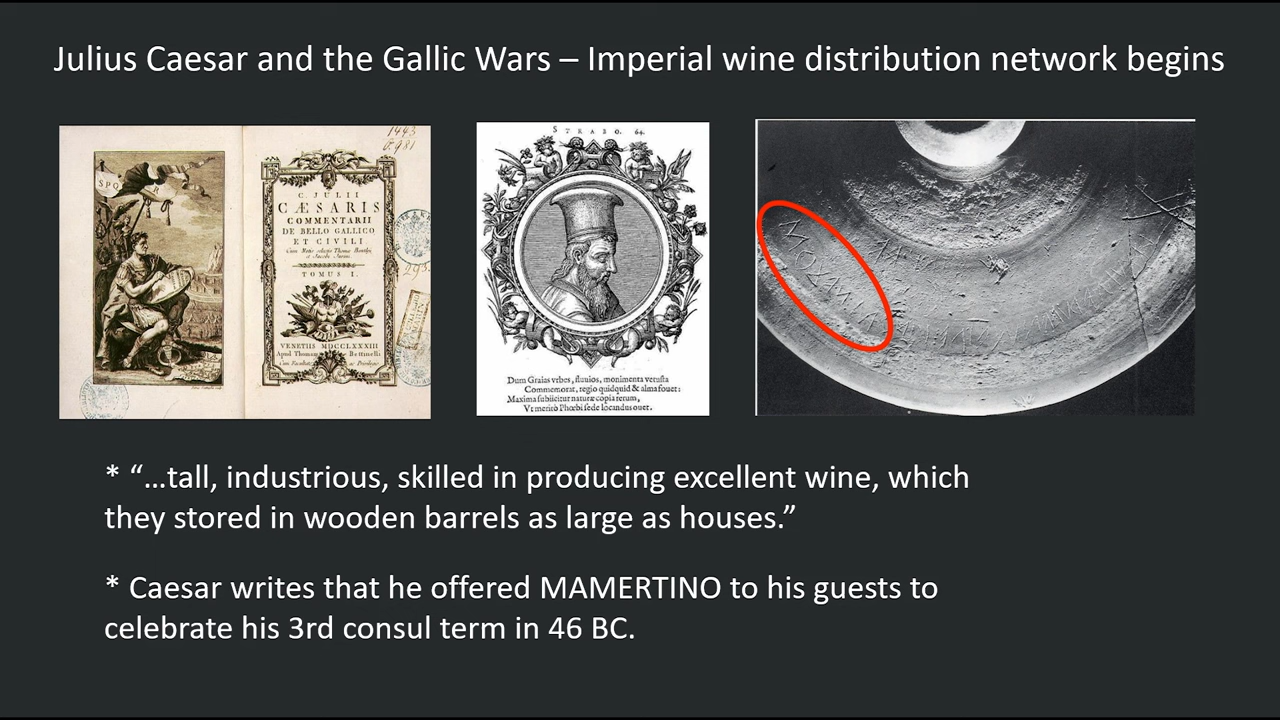 Julius Caesar and the Gallic Wars – Imperial wine distribution network begins
SPQ
1443
C. JULII
CÆSARIS
COMMENTARII
DE BELLO GALLICO
ET CIVILI
TOMUS I.
VENETIIS MDCCLXXXIII
STRABO. 64.
Dum Graias vrbes, fluuios, monimenta vetusta
Commemorat, regio quidquid & alma fouet:
Maxima subiicitur naturæ copia rerum,
Vt meritò Phœbi sede locandus ouet.
* “…tall, industrious, skilled in producing excellent wine, which
they stored in wooden barrels as large as houses.”
* Caesar writes that he offered MAMERTINO to his guests to
celebrate his 3rd consul term in 46 BC.